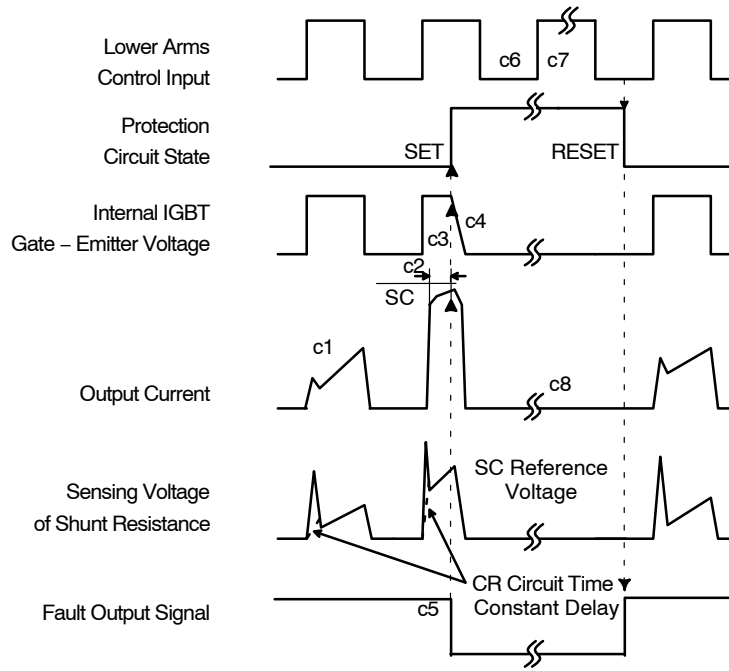 Lower Arms
Control Input
c6
c7
Protection
Circuit State
SET
RESET
Internal IGBT
Gate – Emitter Voltage
c3
c4
c2
SC
c1
Output Current
c8
Sensing Voltage
of Shunt Resistance
SC Reference
Voltage
CR Circuit Time
Constant Delay
Fault Output Signal
c5